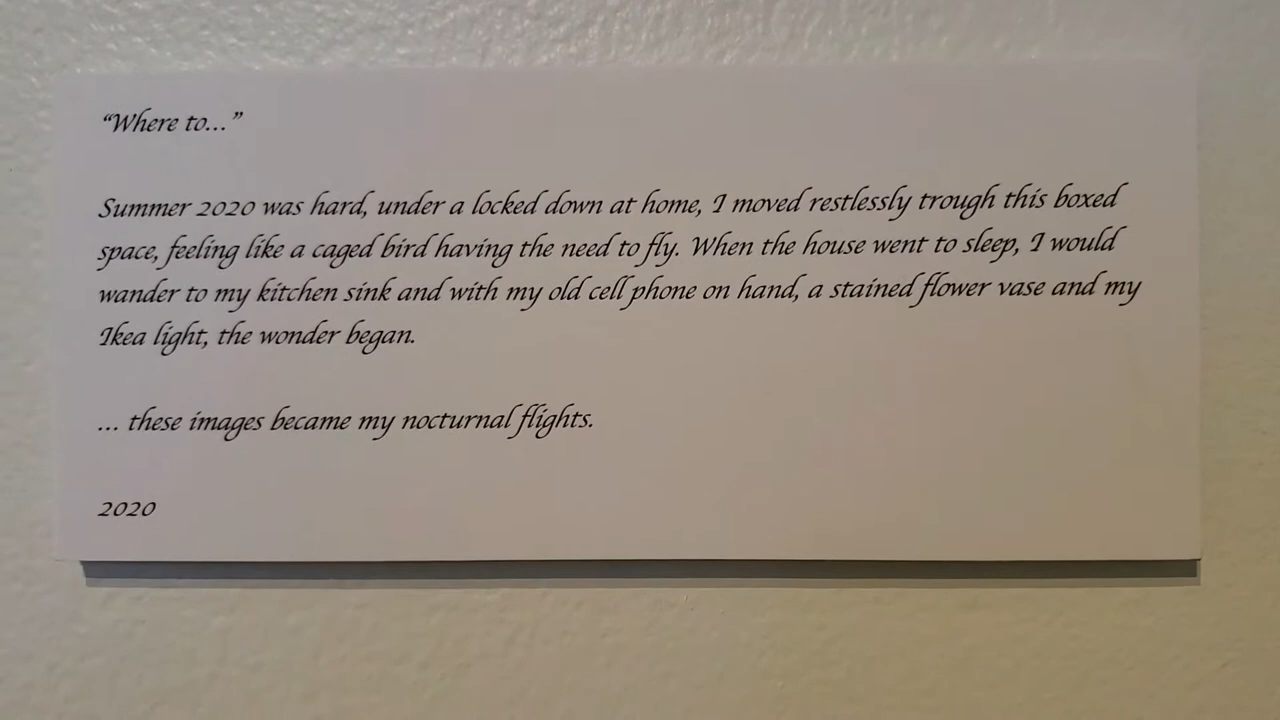 “Where to...”
Summer 2020 was hard, under a locked down at home, I moved restlessly trough this boxed
space, feeling like a caged bird having the need to fly. When the house went to sleep, I would
wander to my kitchen sink and with my old cell phone on hand, a stained flower vase and my
Ikea light, the wonder began.
... these images became my nocturnal flights.
2020